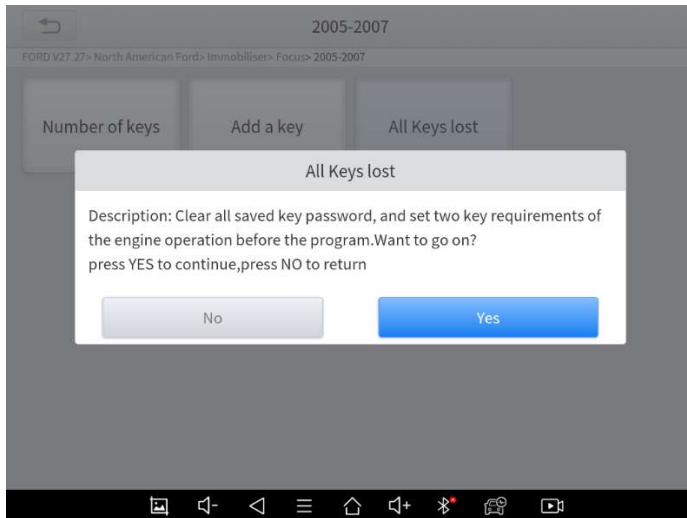 2005-2007
FORD V27.27> North American Ford> Immobiliser> Focus> 2005-2007
Number of keys
Add a key
All Keys lost
All Keys lost
Description: Clear all saved key password, and set two key requirements of
the engine operation before the program.Want to go on?
press YES to continue,press NO to return
No
Yes